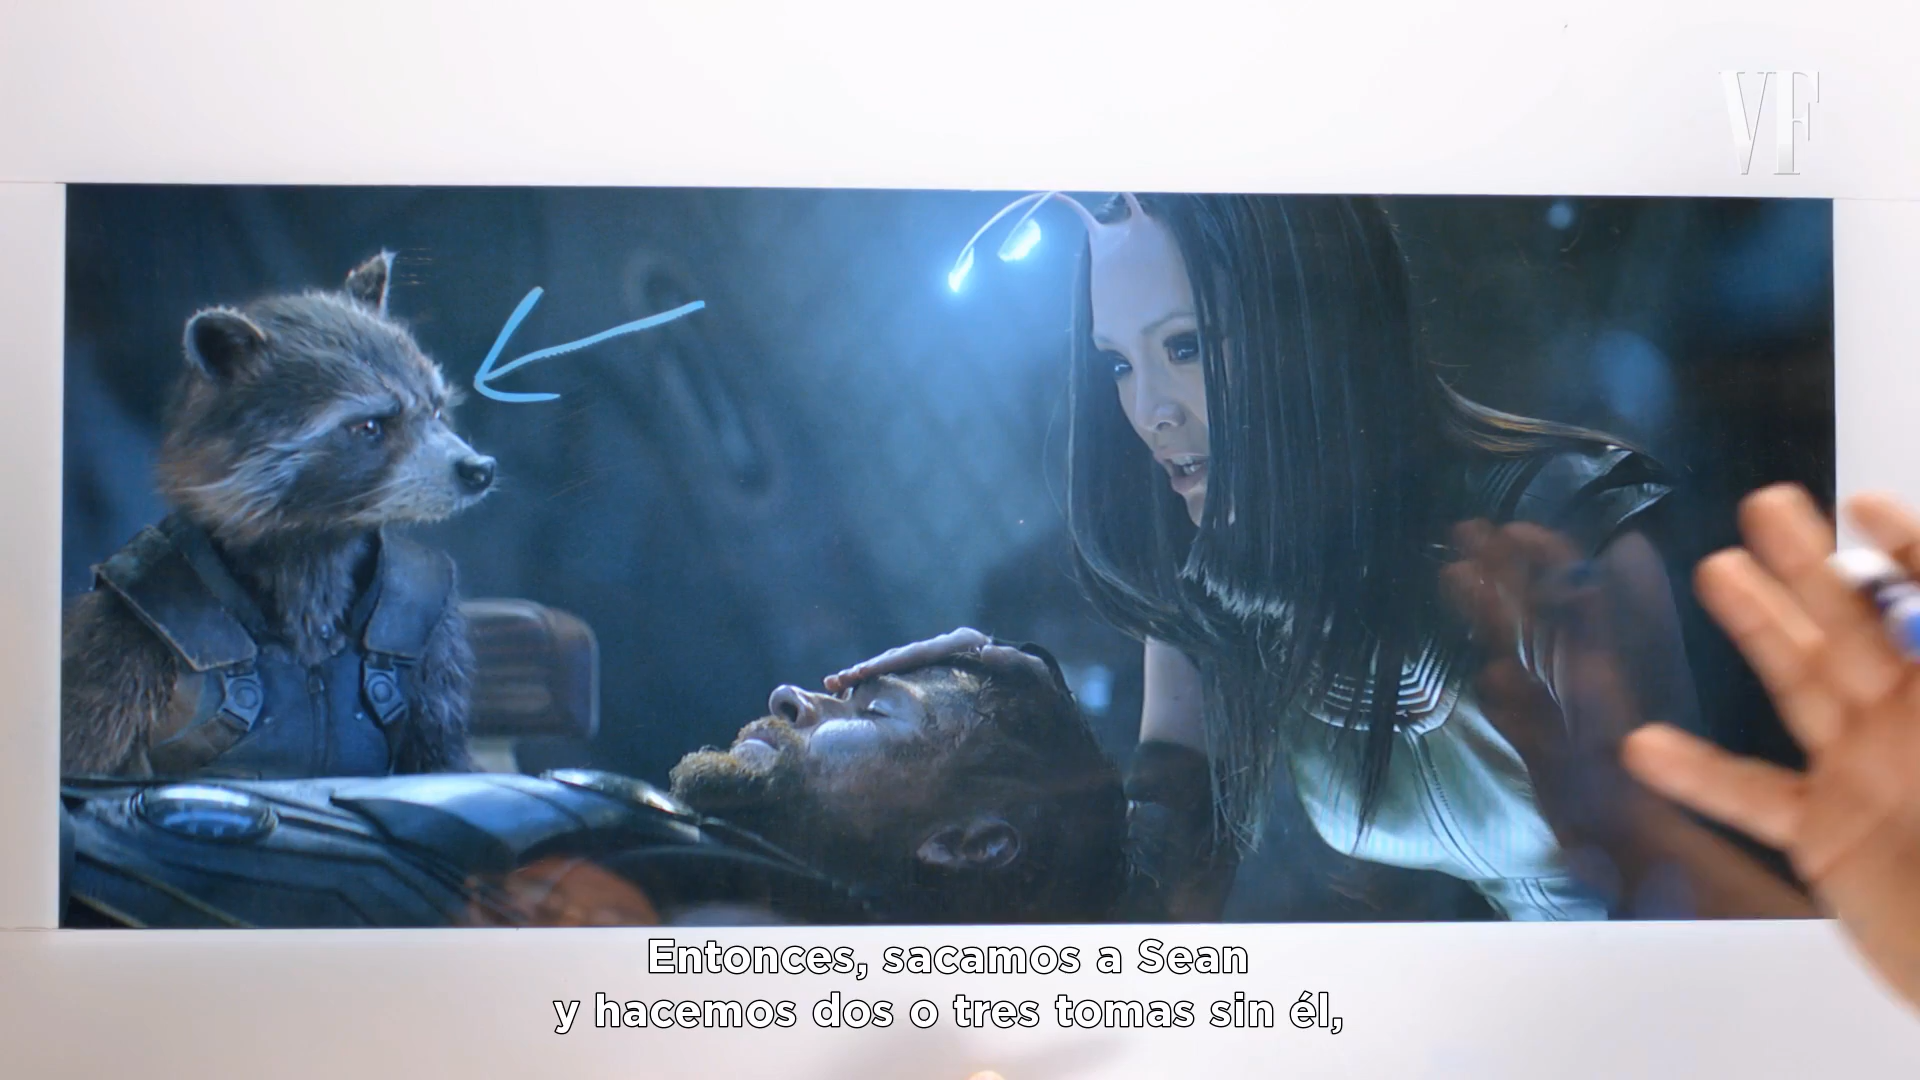 VF
Entonces, sacamos a Sean
y hacemos dos o tres tomas sin él,